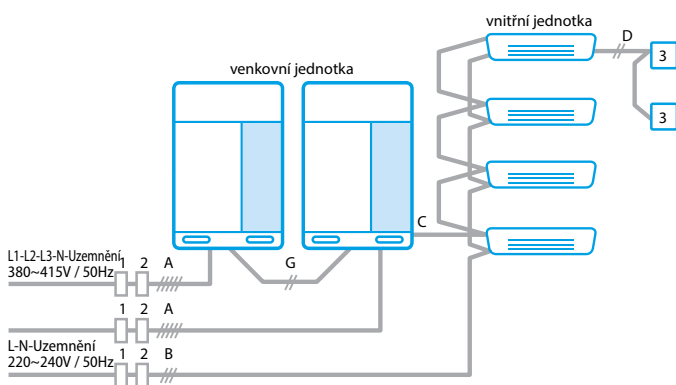 vnitřní jednotka
D
3
venkovní jednotka
3
C
L1-L2-L3-N-Uzemnění
380~415V / 50Hz
1 2 A
G
1 2 A
L-N-Uzemnění
220~240V / 50Hz
1 2 B